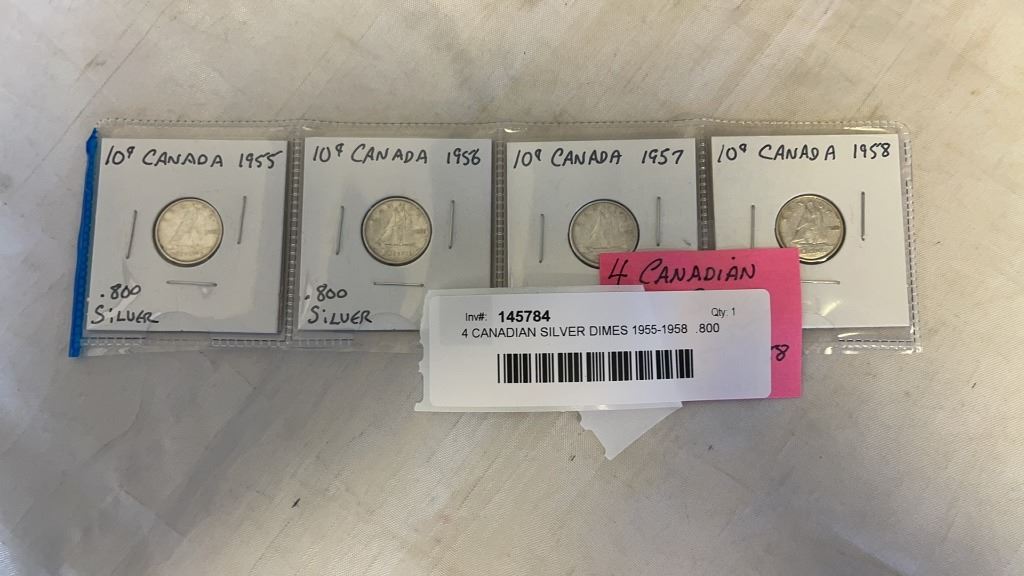 10¢ CANADA 1955
.800
SILVER
10¢ CANADA 1956
.800
SILVER
10¢ CANADA 1957
10¢ CANADA 1958
4 CANADIAN
Inv#: 145784 Qty: 1
4 CANADIAN SILVER DIMES 1955-1958 .800